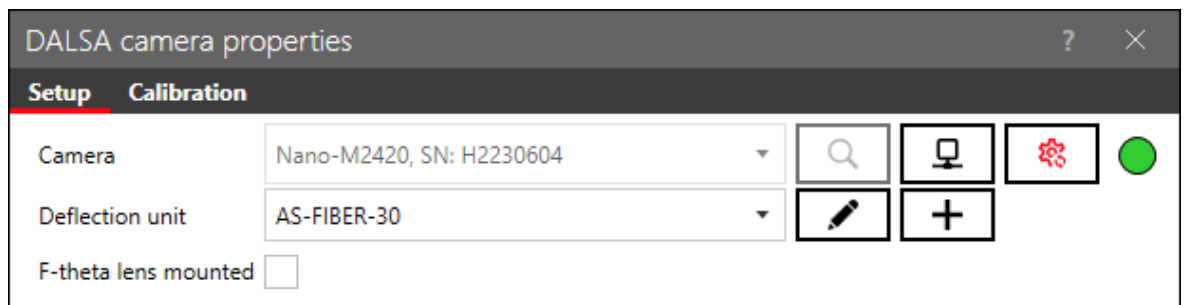 DALSA camera properties ?
Setup Calibration
Camera Nano-M2420, SN: H2230604
Deflection unit AS-FIBER-30
F-theta lens mounted